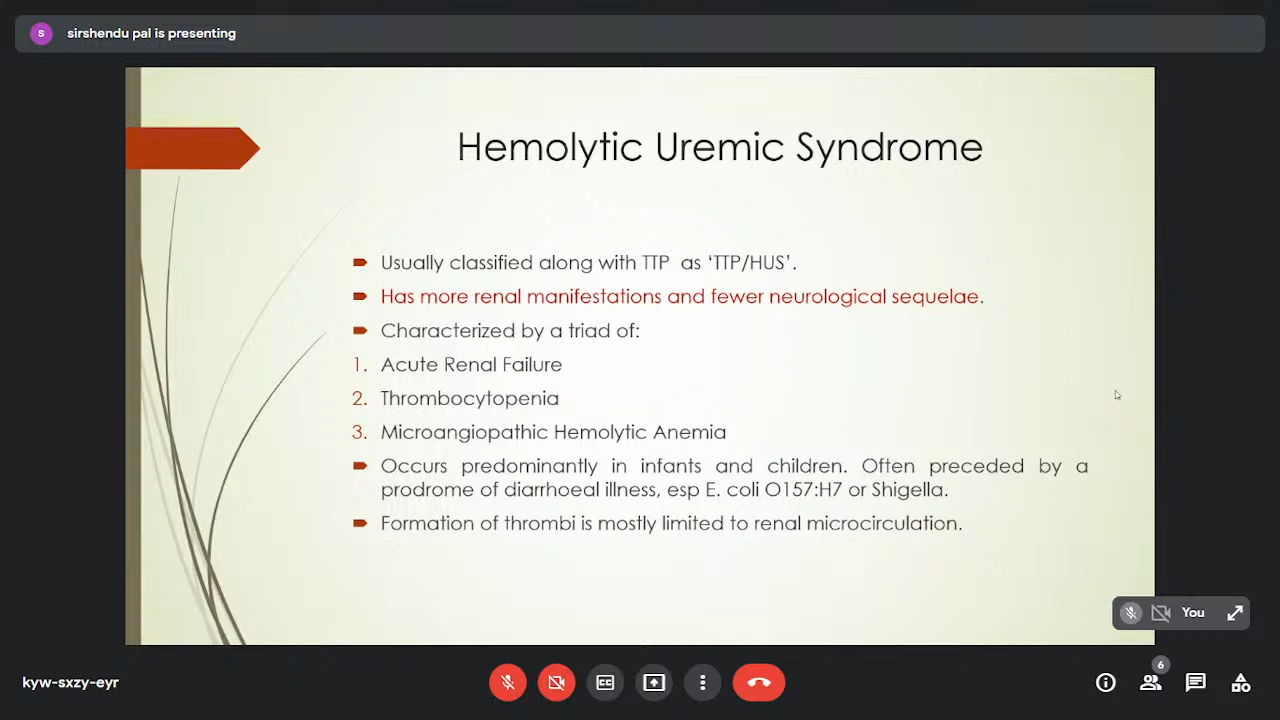 S
sirshendu pal is presenting
Hemolytic Uremic Syndrome
Usually classified along with TTP as ‘TTP/HUS’.
Has more renal manifestations and fewer neurological sequelae.
Characterized by a triad of:
1. Acute Renal Failure
2. Thrombocytopenia
3. Microangiopathic Hemolytic Anemia
Occurs predominantly in infants and children. Often preceded by a
prodrome of diarrhoeal illness, esp E. coli O157:H7 or Shigella.
Formation of thrombi is mostly limited to renal microcirculation.
You
kyw-sxzy-eyr
CC
6